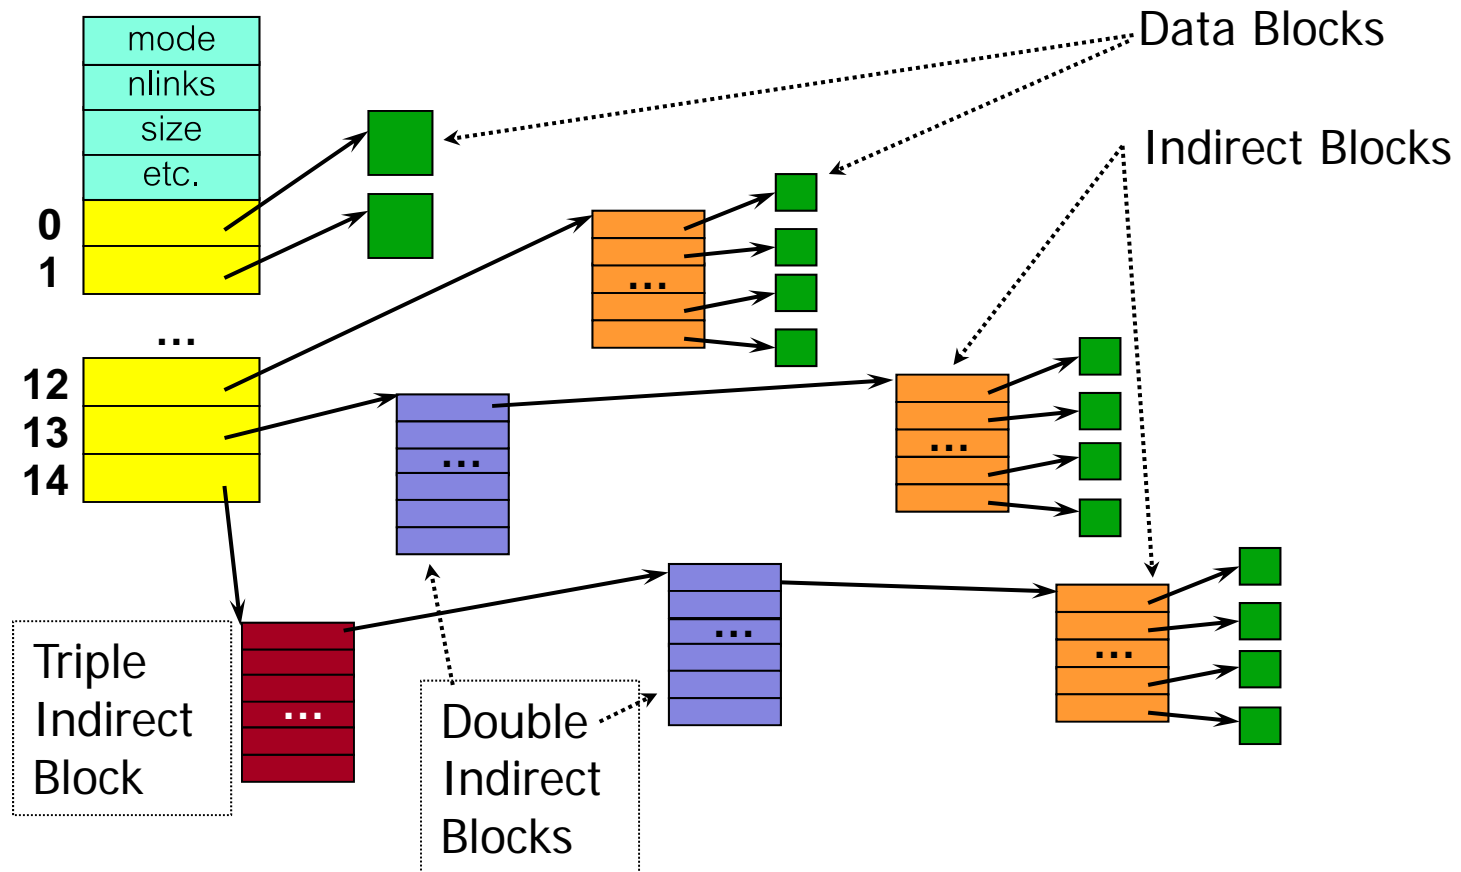 mode
nlinks
size
etc.
0
1
...
12
13
14
Data Blocks
Indirect Blocks
...
...
...
...
...
...
Triple
Indirect
Block
Double
Indirect
Blocks